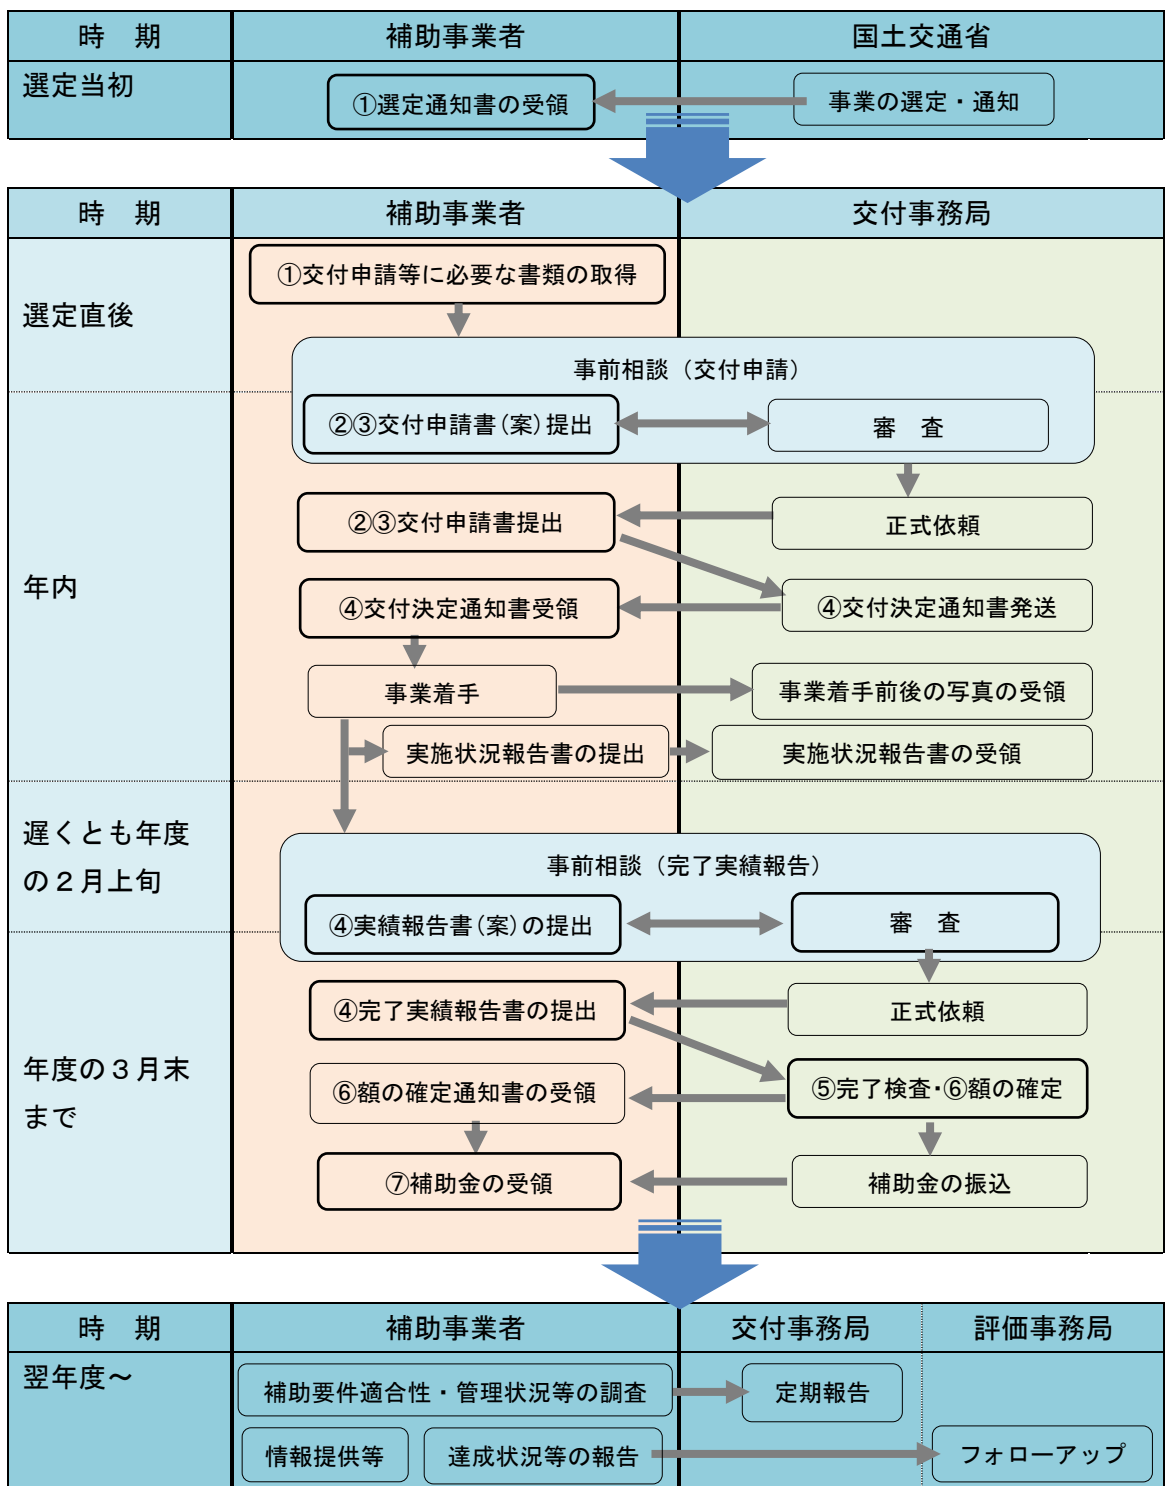 時　期 補助事業者 国土交通省
選定当初
①選定通知書の受領 事業の選定・通知
時　期 補助事業者 交付事務局
①交付申請等に必要な書類の取得
選定直後
事前相談（交付申請）
②③交付申請書(案)提出 審　査
②③交付申請書提出 正式依頼
年内
④交付決定通知書受領 ④交付決定通知書発送
事業着手 事業着手前後の写真の受領
実施状況報告書の提出 実施状況報告書の受領
遅くとも年度
の２月上旬
事前相談（完了実績報告）
④実績報告書(案)の提出 審　査
④完了実績報告書の提出 正式依頼
年度の３月末
まで
⑥額の確定通知書の受領 ⑤完了検査・⑥額の確定
⑦補助金の受領 補助金の振込
時　期 補助事業者 交付事務局 評価事務局
翌年度～
補助要件適合性・管理状況等の調査 定期報告
情報提供等 達成状況等の報告 フォローアップ